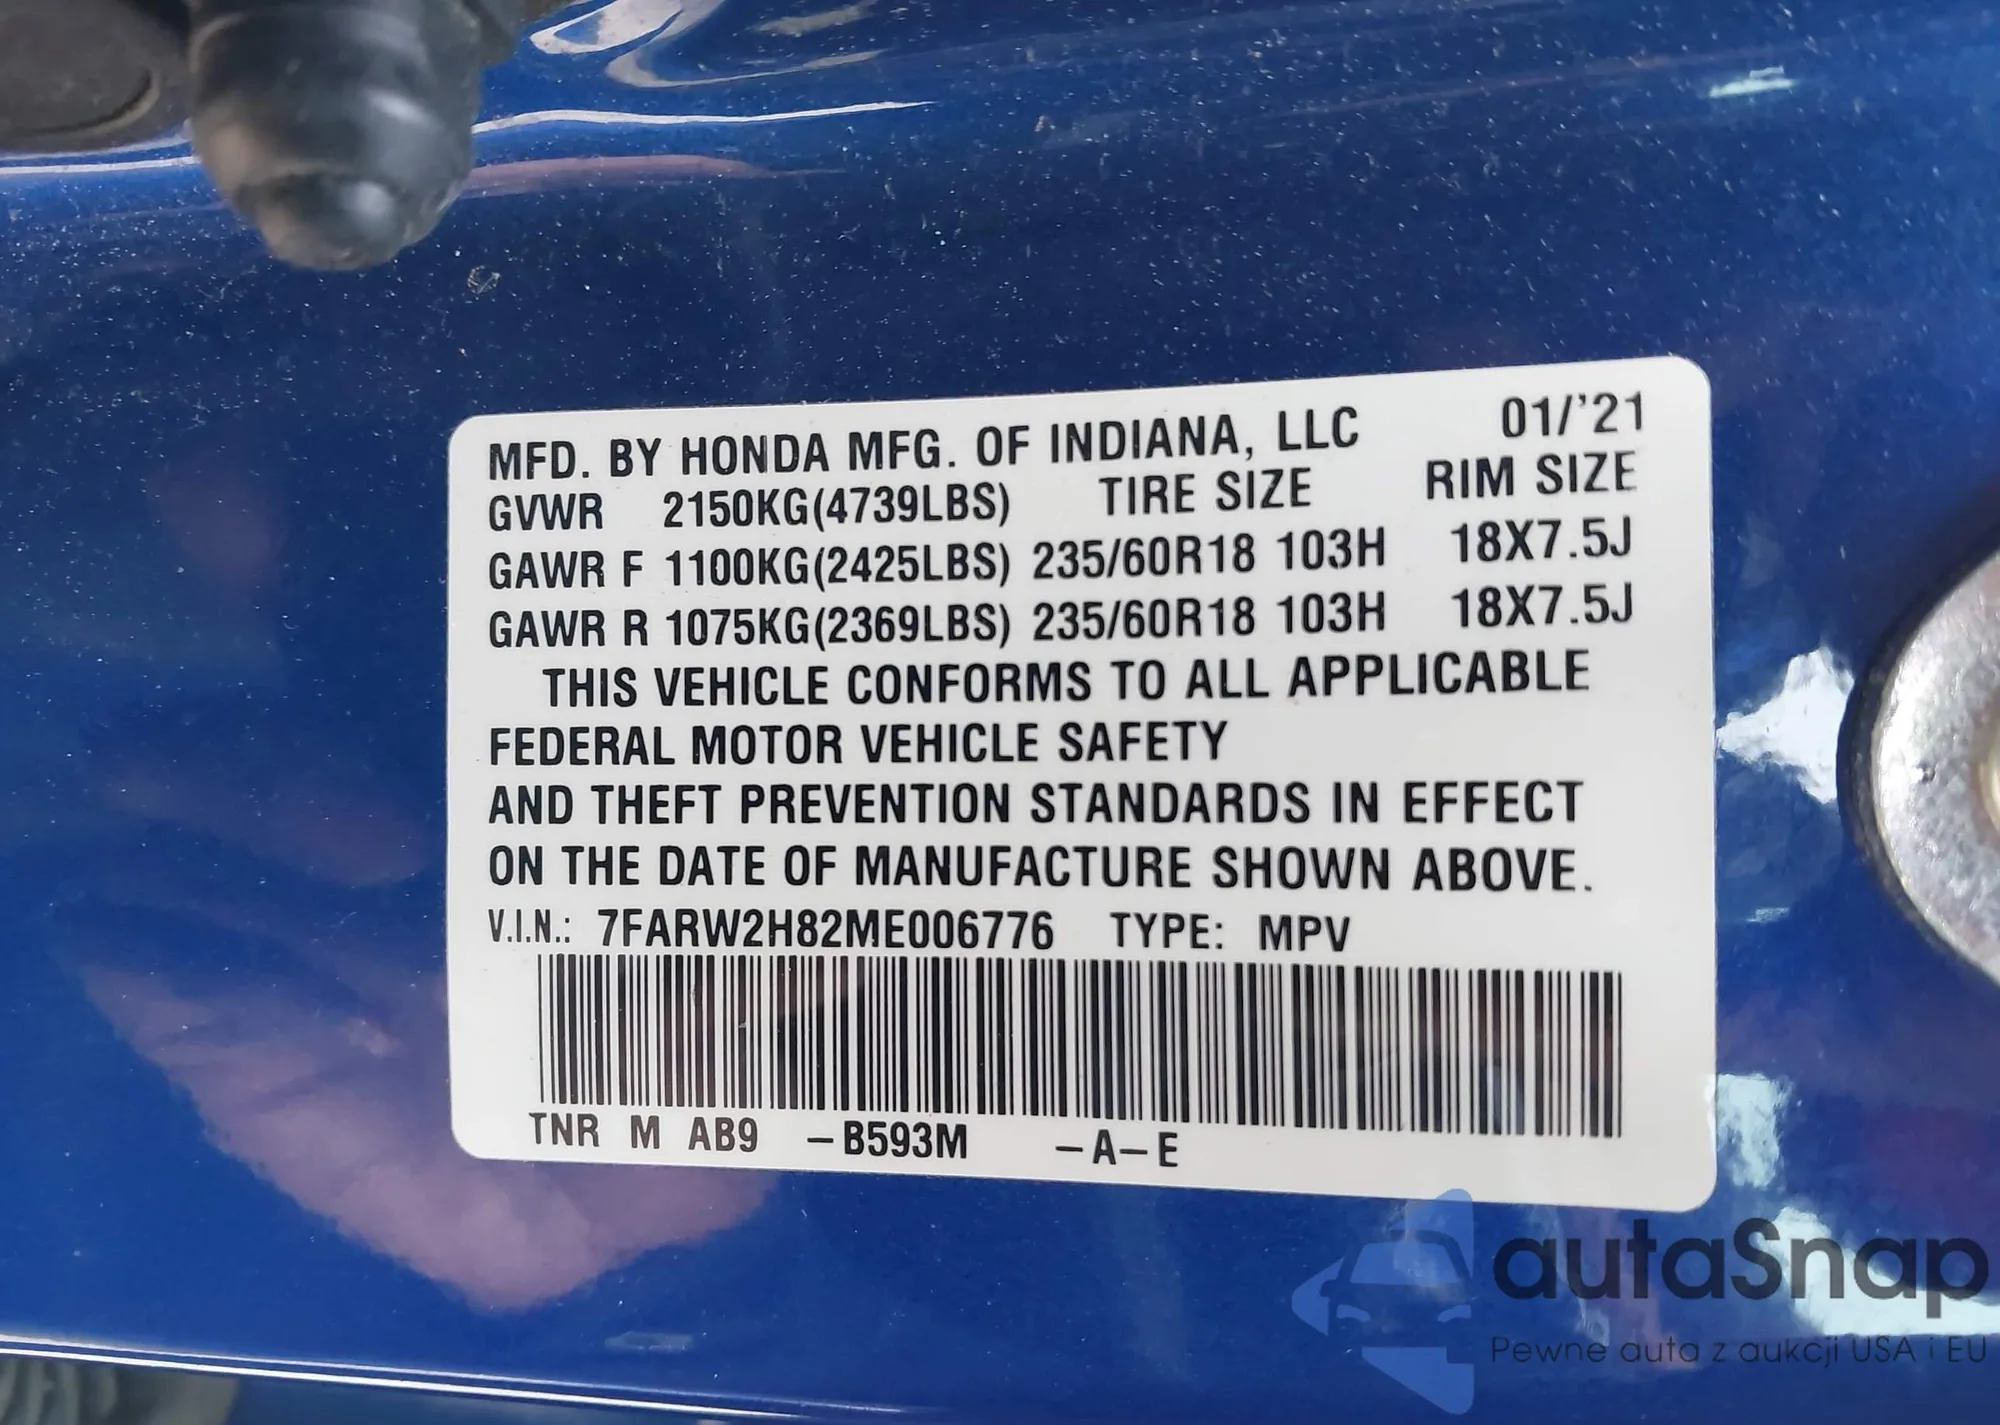 MFD. BY HONDA MFG. OF INDIANA, LLC 01/'21
GVWR 2150KG(4739LBS) TIRE SIZE RIM SIZE
GAWR F 1100KG(2425LBS) 235/60R18 103H 18X7.5J
GAWR R 1075KG(2369LBS) 235/60R18 103H 18X7.5J
THIS VEHICLE CONFORMS TO ALL APPLICABLE
FEDERAL MOTOR VEHICLE SAFETY
AND THEFT PREVENTION STANDARDS IN EFFECT
ON THE DATE OF MANUFACTURE SHOWN ABOVE.
V.I.N.: 7FARW2H82ME006776 TYPE: MPV
TNR M AB9 –B593M –A–E
autaSnap
Pewne auta z aukcji USA i EU